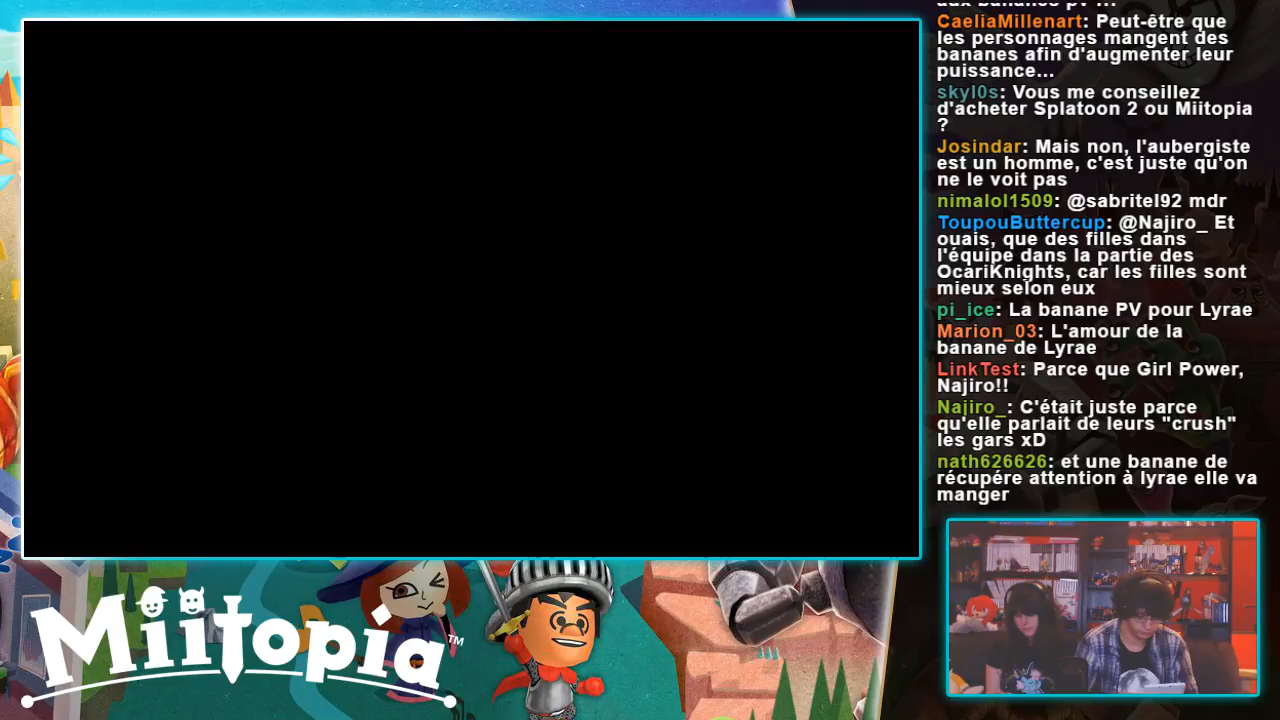 CaeliaMillenart: Peut-être que
les personnages mangent des
bananes afin d'augmenter leur
puissance...
skyl0s: Vous me conseillez
d'acheter Splatoon 2 ou Miitopia
?
Josindar: Mais non, l'aubergiste
est un homme, c'est juste qu'on
ne le voit pas
nimalol1509: @sabritel92 mdr
ToupouButtercup: @Najiro_ Et
ouais, que des filles dans
l'équipe dans la partie des
OcariKnights, car les filles sont
mieux selon eux
pi_ice: La banane PV pour Lyrae
Marion_03: L'amour de la
banane de Lyrae
LinkTest: Parce que Girl Power,
Najiro!!
Najiro_: C'était juste parce
qu'elle parlait de leurs "crush"
les gars xD
nath626626: et une banane de
récupére attention à lyrae elle va
manger
Miitopia™